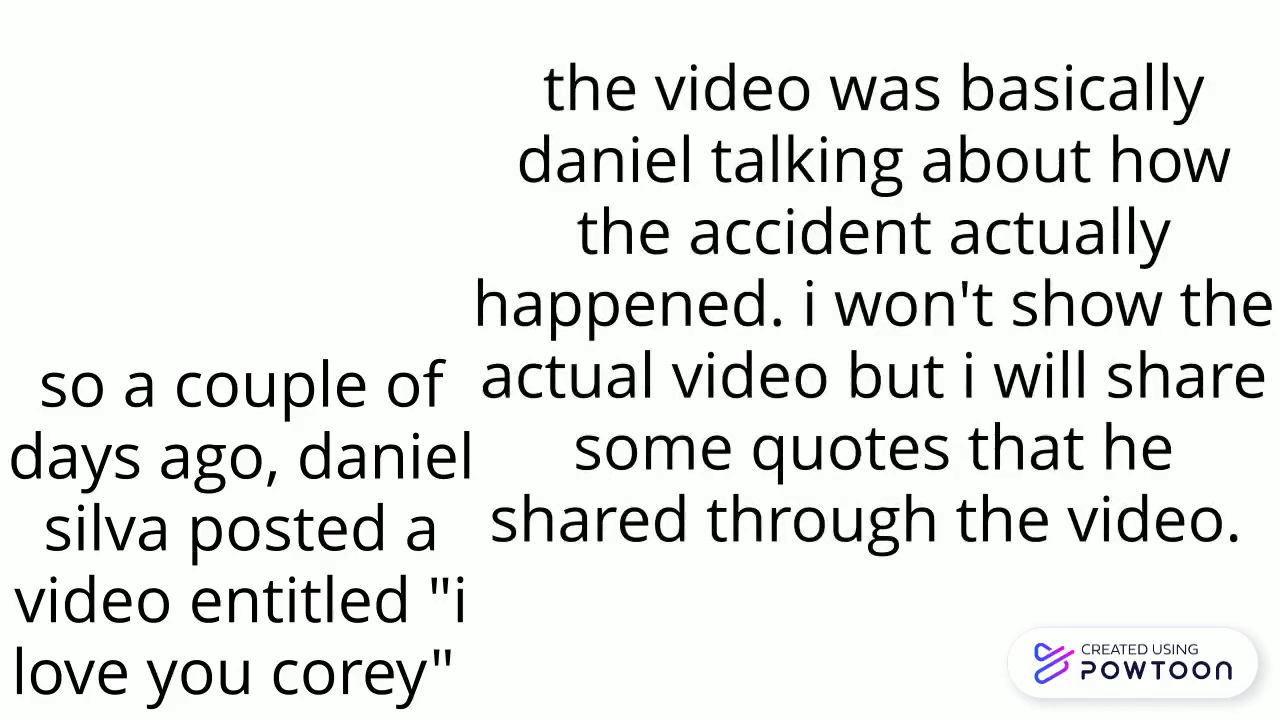 so a couple of
days ago, daniel
silva posted a
video entitled "i
love you corey"
the video was basically
daniel talking about how
the accident actually
happened. i won't show the
actual video but i will share
some quotes that he
shared through the video.
CREATED USING
POWTOON